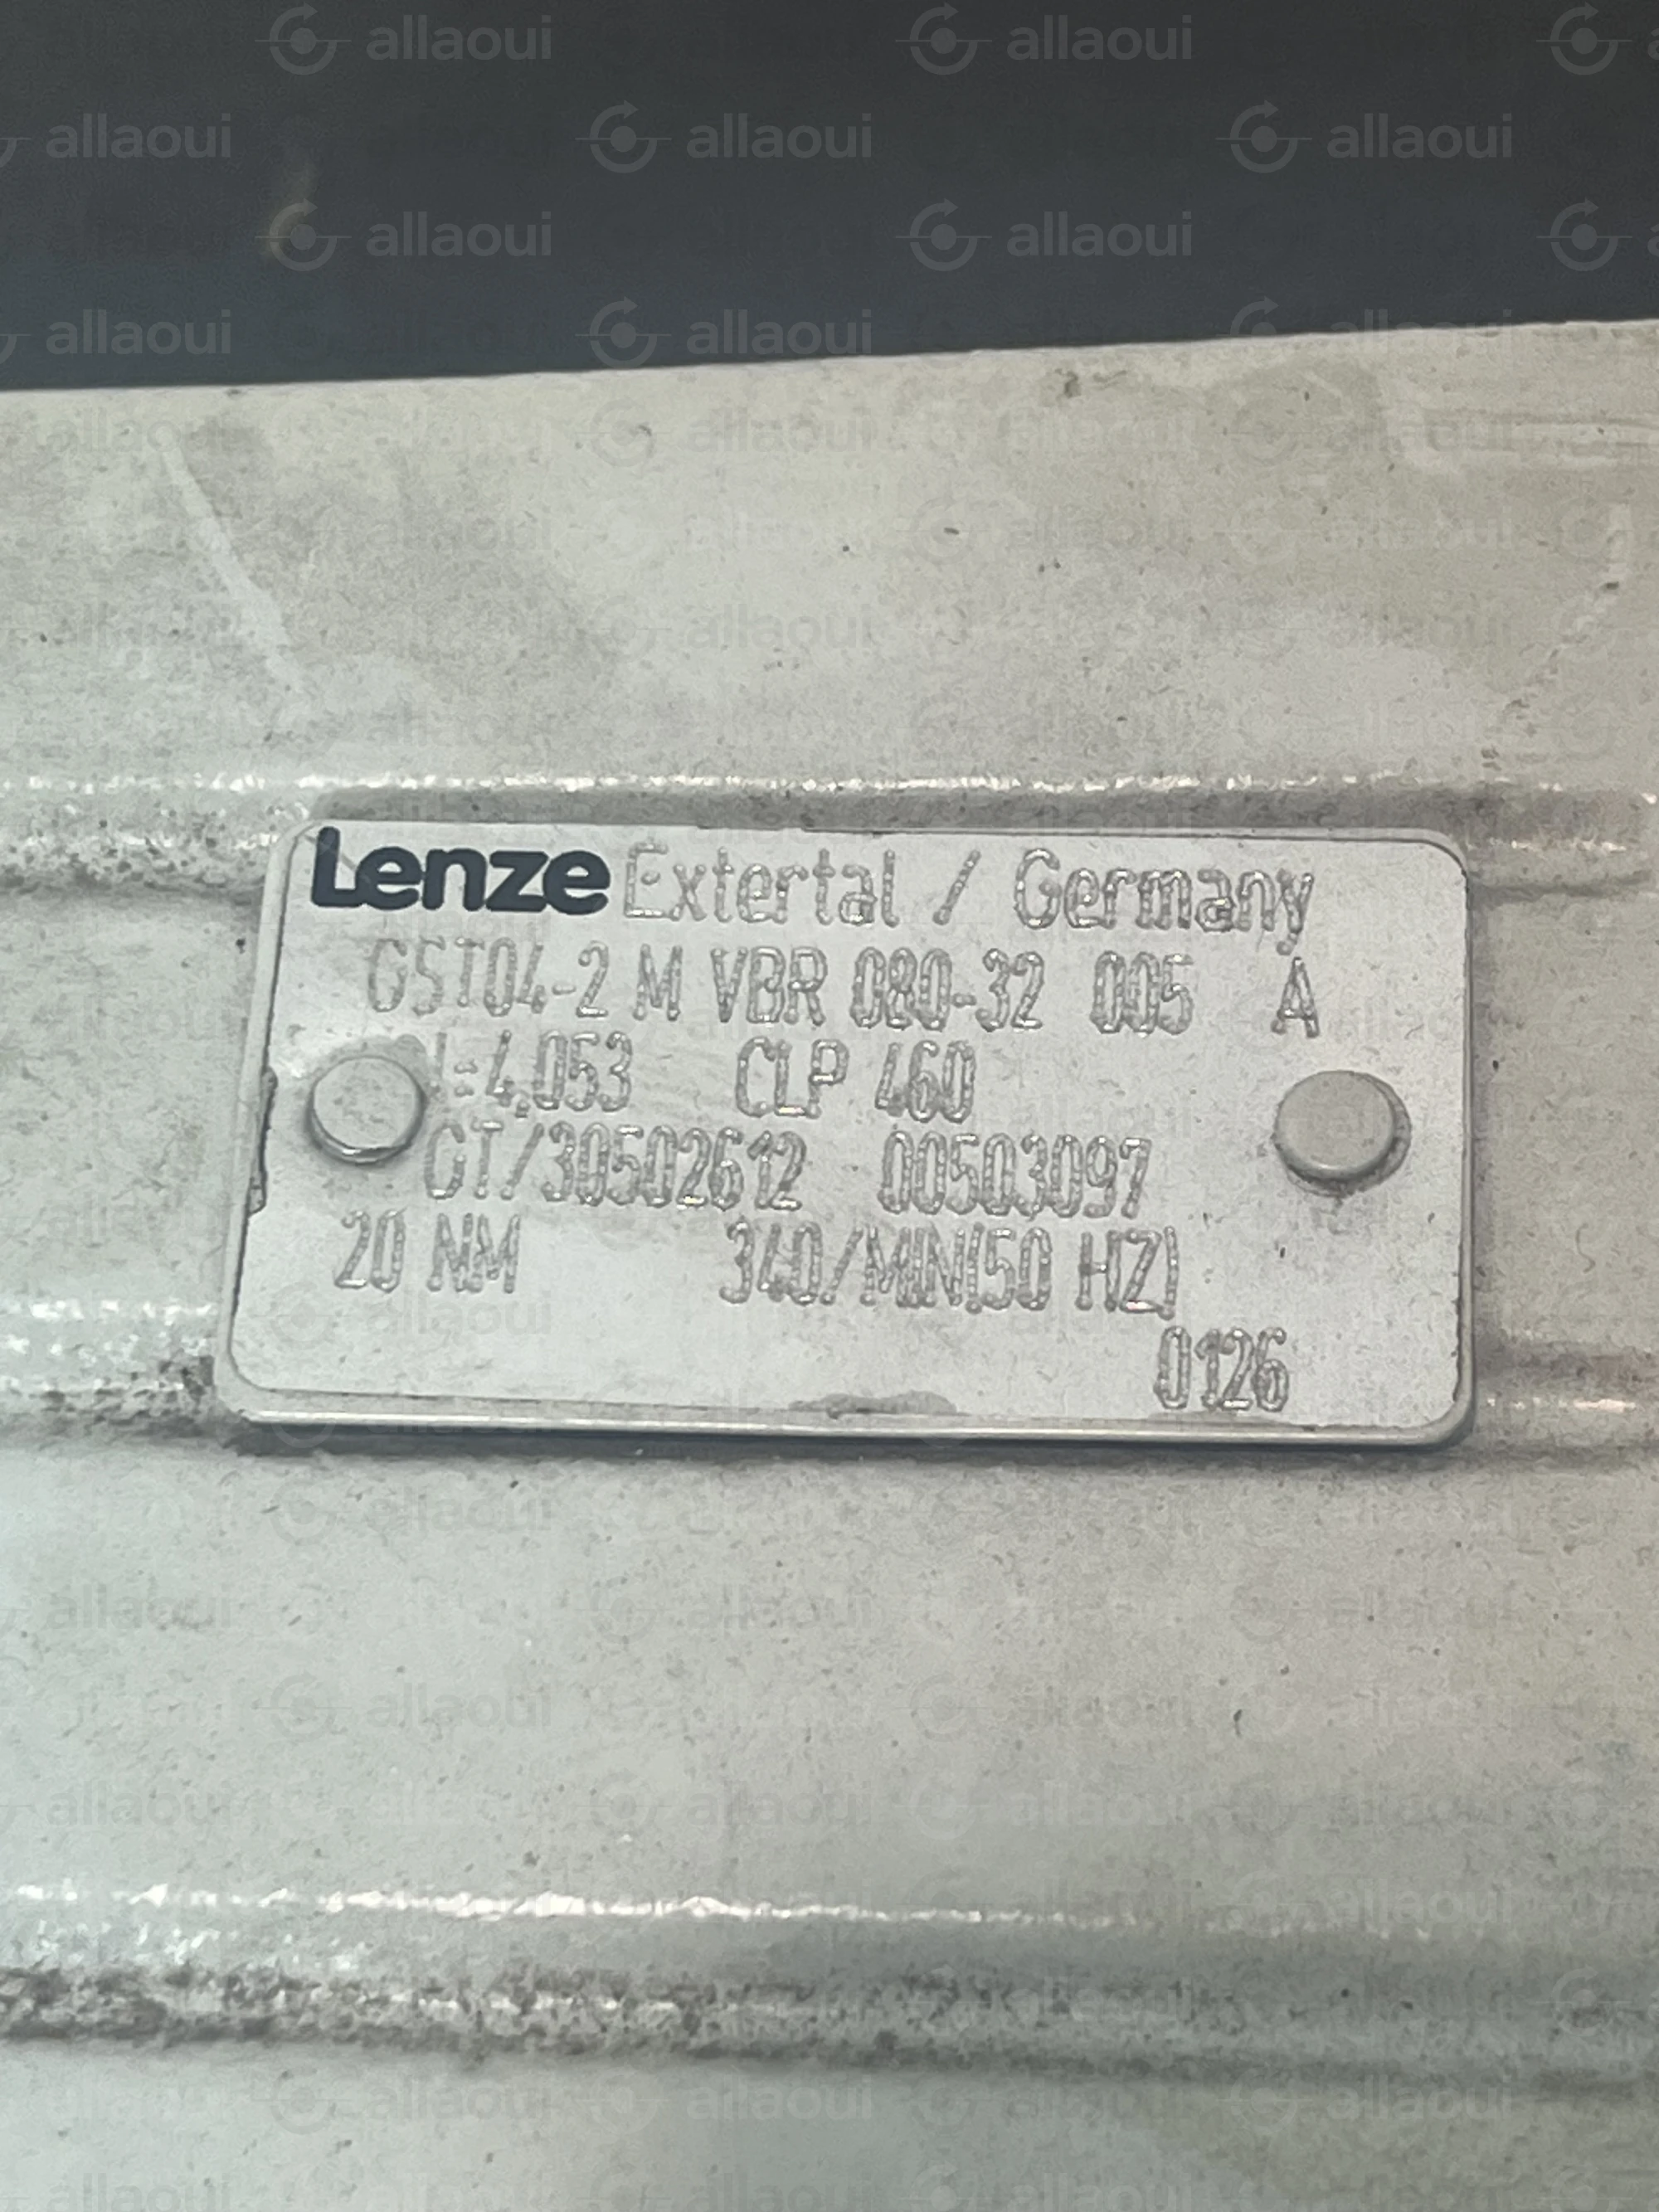 Lenze Extertal / Germany
GST04-2 M VBR 080-32 005 A
I=4,053 CLP 460
GT/30502612 00503097
20 NM 340/MIN(50 HZ)
0126
allaoui